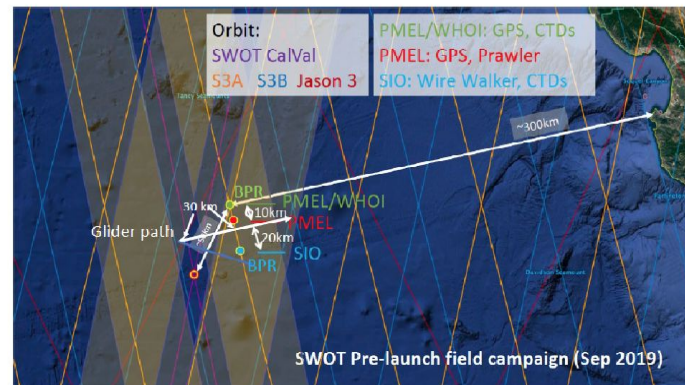 Orbit:
SWOT CalVal
S3A S3B Jason 3
PMEL/WHOI: GPS, CTDs
PMEL: GPS, Prawler
SIO: Wire Walker, CTDs
~300km
BPR
PMEL/WHOI
30 km
10km
PMEL
Glider path
20km
SIO
BPR
SWOT Pre-launch field campaign (Sep 2019)